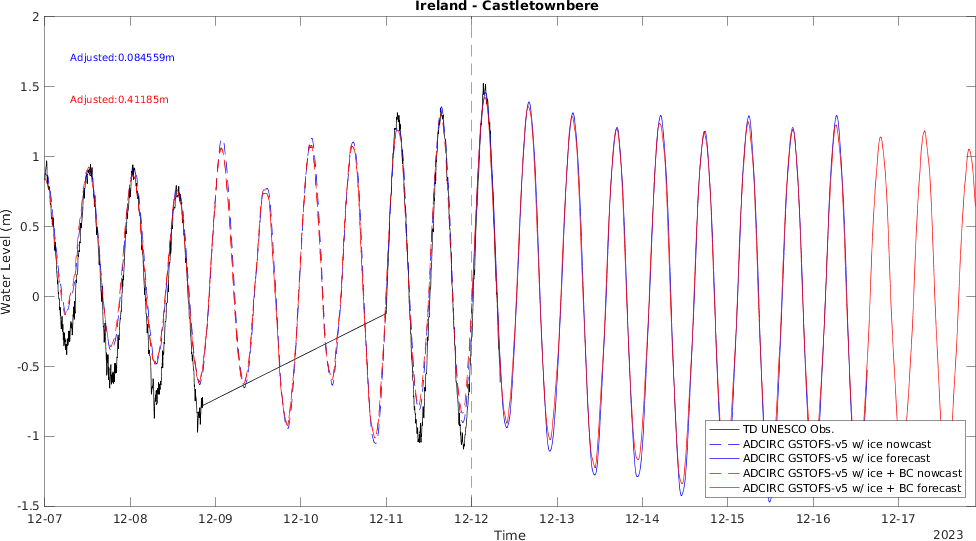 Ireland - Castletownbere
2
1.5
1
0.5
0
-0.5
-1
-1.5
Water Level (m)
Adjusted:0.084559m
Adjusted:0.41185m
TD UNESCO Obs.
ADCIRC GSTOFS-v5 w/ ice nowcast
ADCIRC GSTOFS-v5 w/ ice forecast
ADCIRC GSTOFS-v5 w/ ice + BC nowcast
ADCIRC GSTOFS-v5 w/ ice + BC forecast
12-07 12-08 12-09 12-10 12-11 12-12 12-13 12-14 12-15 12-16 12-17
Time
2023